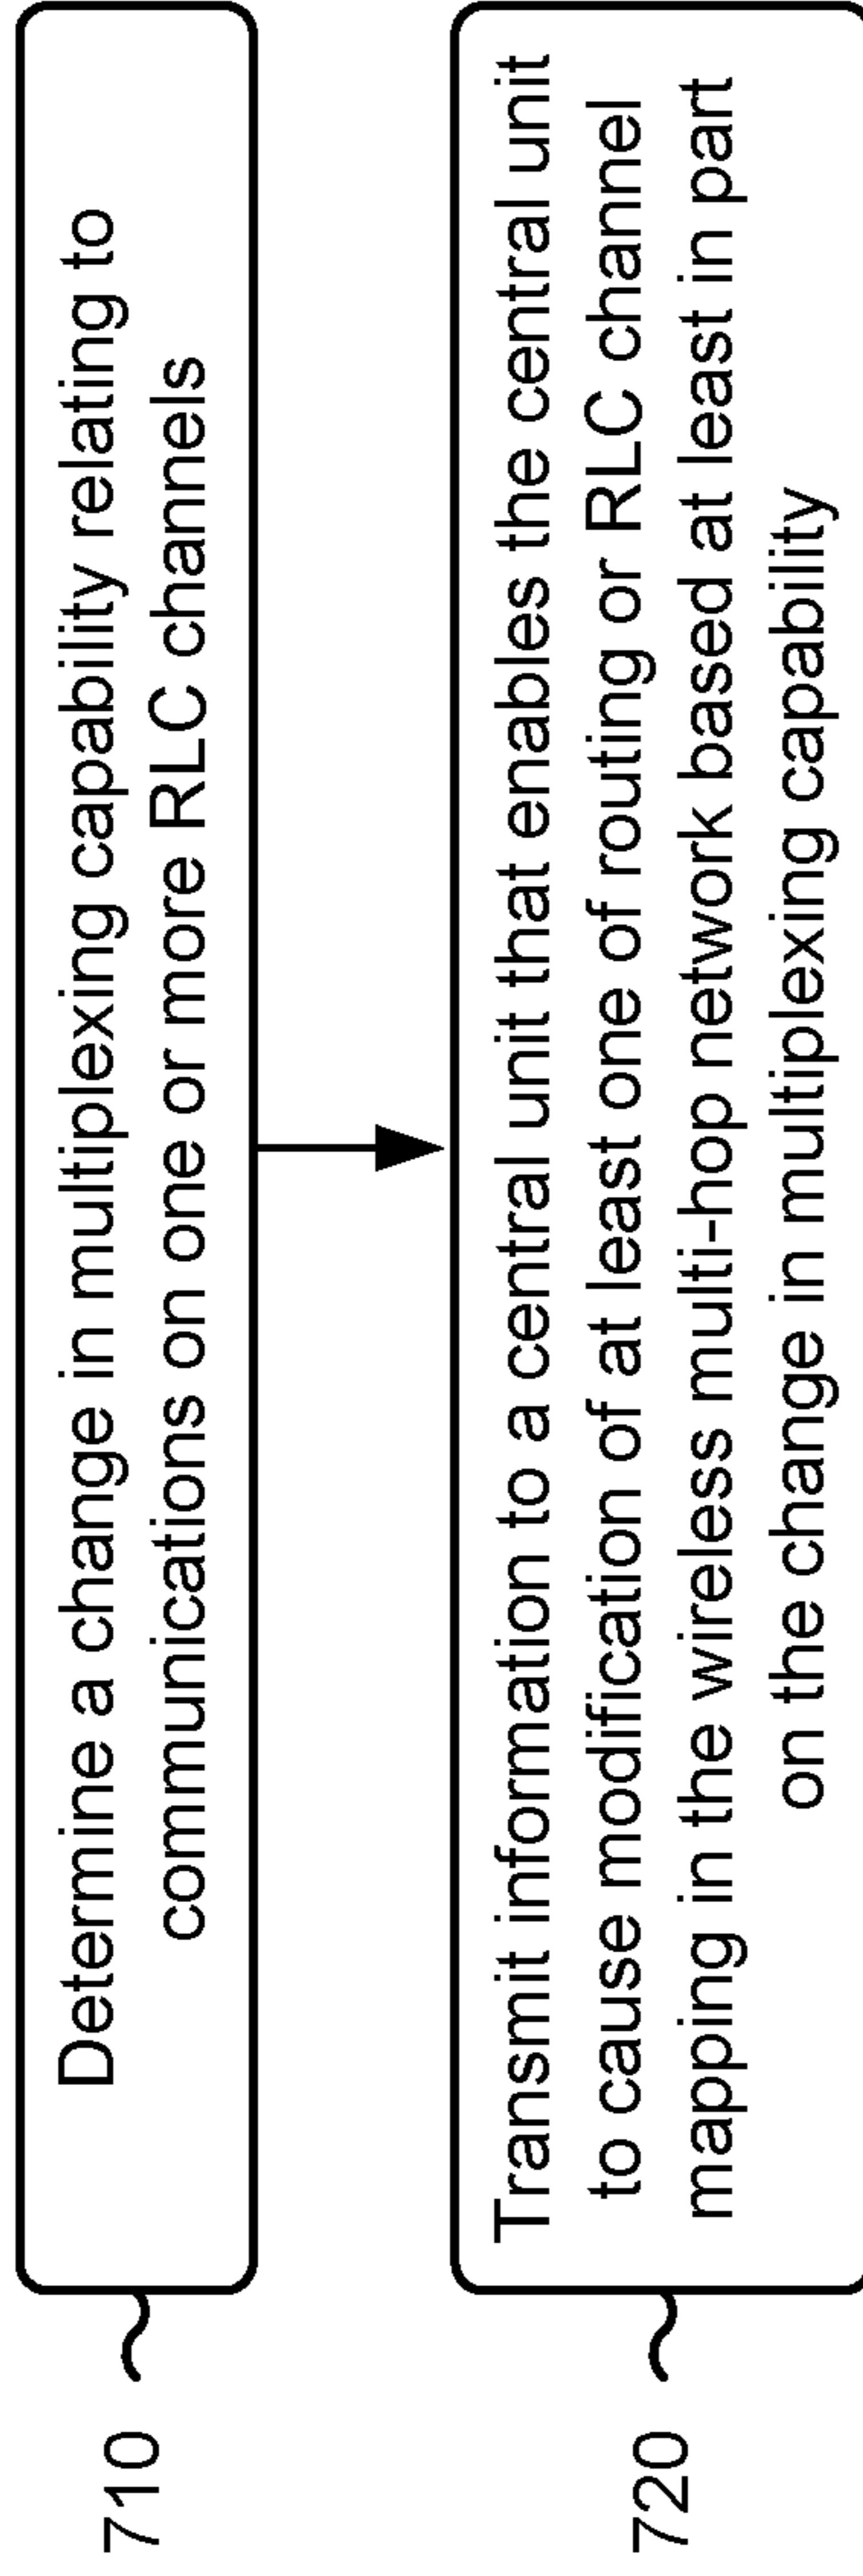 710
Determine a change in multiplexing capability relating to
communications on one or more RLC channels
720
Transmit information to a central unit that enables the central unit
to cause modification of at least one of routing or RLC channel
mapping in the wireless multi-hop network based at least in part
on the change in multiplexing capability